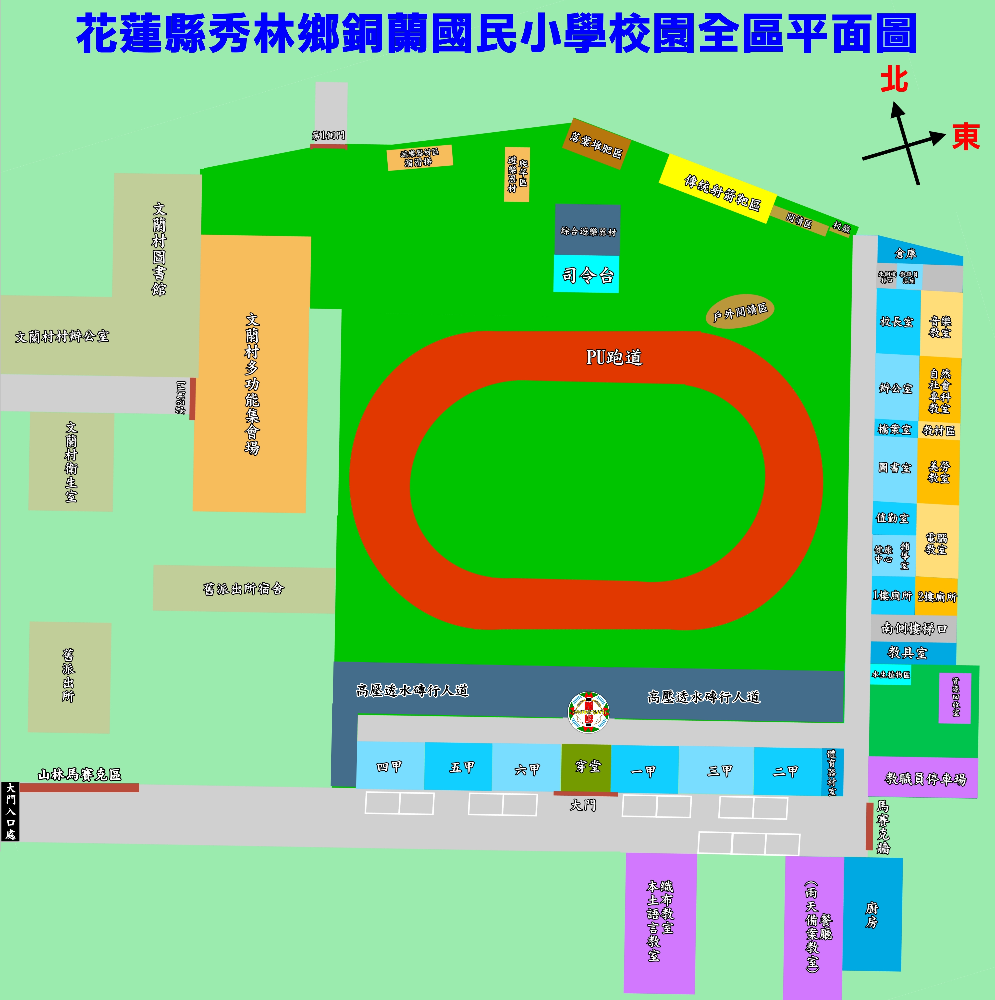 花蓮縣秀林鄉銅蘭國民小學校園全區平面圖
北
東
第1側門
遊樂器材區
溜滑梯
遊樂器材
爬竿區
落葉堆肥區
傳統射箭靶區
閱讀區
校徽
綜合遊樂器材
司令台
戶外閱讀區
PU跑道
文蘭村圖書館
文蘭村村辦公室
文蘭村多功能集會場
第2側門
文蘭村衛生室
舊派出所宿舍
舊派出所
倉庫
北側樓
梯口
教職員
浴廁
校長室
音樂
教室
辦公室
自然
社會
專科
教室
檔案室
教材區
圖書室
美勞
教室
值勤室
電腦
教室
健康
中心
輔導室
1樓廁所
2樓廁所
南側樓梯口
教具室
水生植物區
資源回收室
高壓透水磚行人道
高壓透水磚行人道
蘭
銅
四甲
五甲
六甲
穿堂
一甲
三甲
二甲
體育器材室
教職員停車場
山林馬賽克區
大門入口處
大門
馬賽克牆
織布教室
本土語言教室
餐廳
(雨天備案教室)
廚房